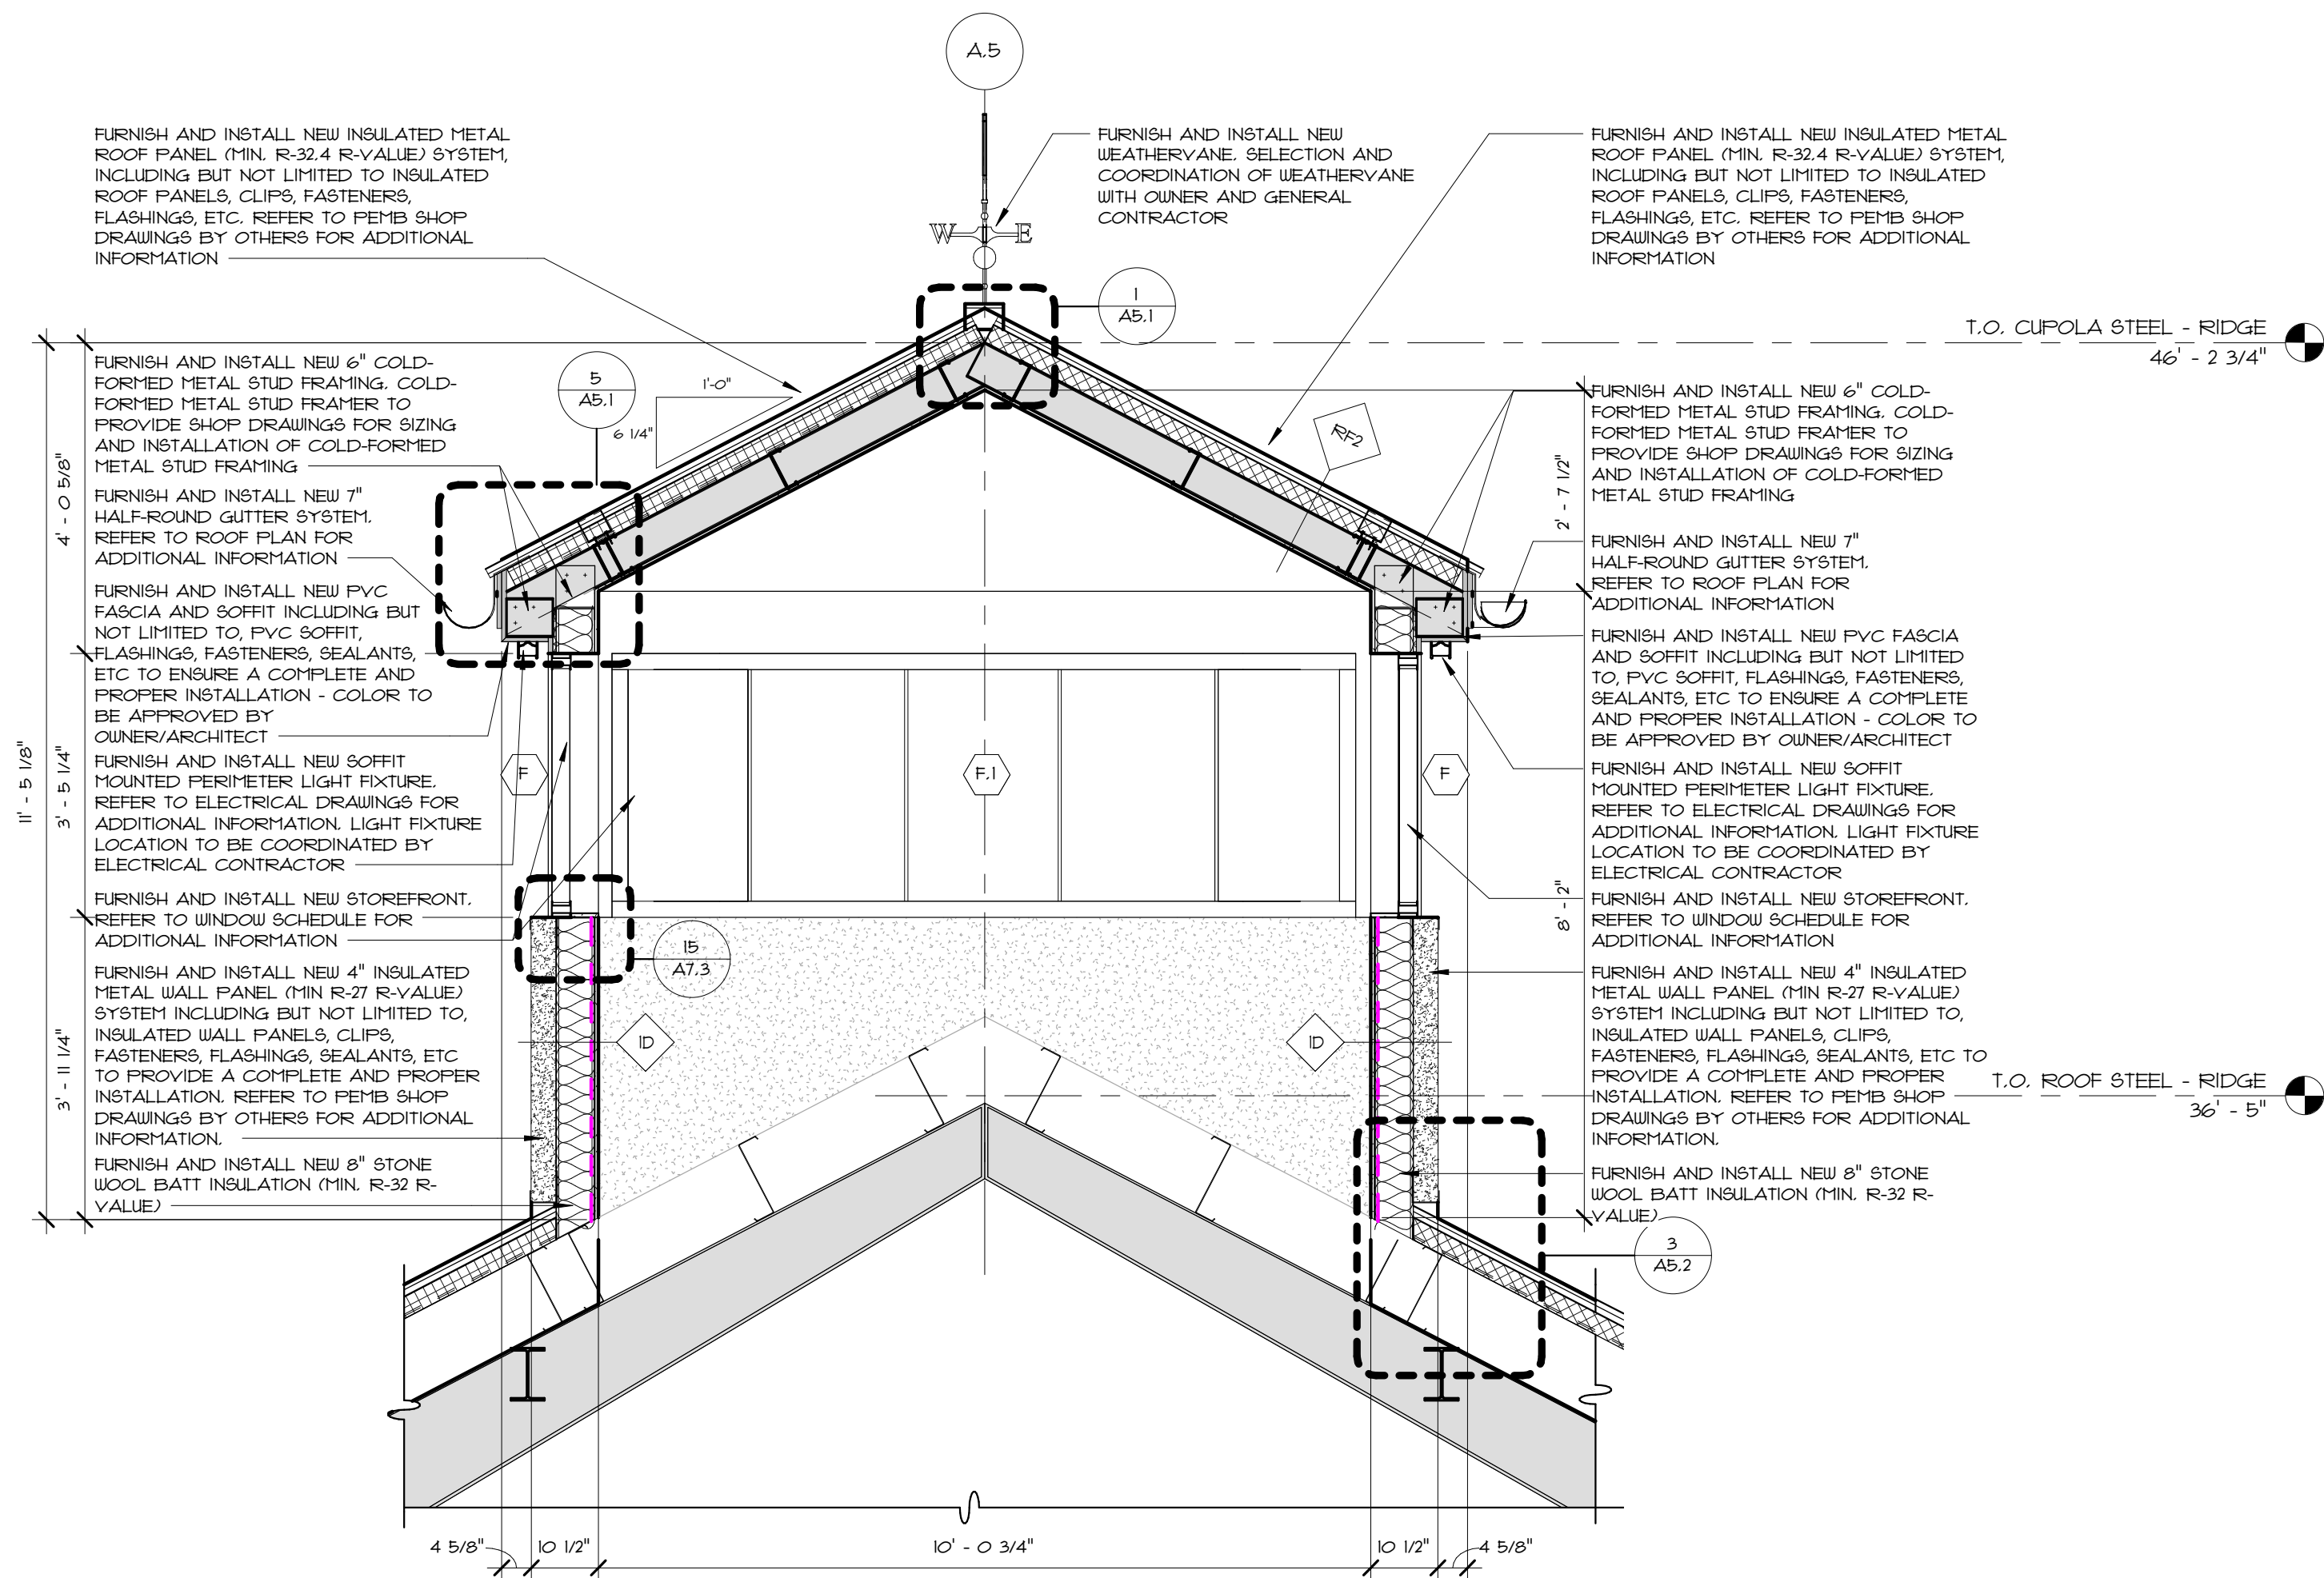 A.5
FURNISH AND INSTALL NEW INSULATED METAL
ROOF PANEL (MIN. R-32.4 R-VALUE) SYSTEM,
INCLUDING BUT NOT LIMITED TO INSULATED
ROOF PANELS, CLIPS, FASTENERS,
FLASHINGS, ETC. REFER TO PEMB SHOP
DRAWINGS BY OTHERS FOR ADDITIONAL
INFORMATION
FURNISH AND INSTALL NEW
WEATHERVANE. SELECTION AND
COORDINATION OF WEATHERVANE
WITH OWNER AND GENERAL
CONTRACTOR
FURNISH AND INSTALL NEW INSULATED METAL
ROOF PANEL (MIN. R-32.4 R-VALUE) SYSTEM,
INCLUDING BUT NOT LIMITED TO INSULATED
ROOF PANELS, CLIPS, FASTENERS,
FLASHINGS, ETC. REFER TO PEMB SHOP
DRAWINGS BY OTHERS FOR ADDITIONAL
INFORMATION
W E
1
A5.1
T.O. CUPOLA STEEL - RIDGE
46' - 2 3/4"
5
A5.1
1'-0"
6 1/4"
RF2
FURNISH AND INSTALL NEW 6" COLD-
FORMED METAL STUD FRAMING. COLD-
FORMED METAL STUD FRAMER TO
PROVIDE SHOP DRAWINGS FOR SIZING
AND INSTALLATION OF COLD-FORMED
METAL STUD FRAMING
FURNISH AND INSTALL NEW 7"
HALF-ROUND GUTTER SYSTEM.
REFER TO ROOF PLAN FOR
ADDITIONAL INFORMATION
FURNISH AND INSTALL NEW PVC
FASCIA AND SOFFIT INCLUDING BUT
NOT LIMITED TO, PVC SOFFIT,
FLASHINGS, FASTENERS, SEALANTS,
ETC TO ENSURE A COMPLETE AND
PROPER INSTALLATION - COLOR TO
BE APPROVED BY
OWNER/ARCHITECT
FURNISH AND INSTALL NEW SOFFIT
MOUNTED PERIMETER LIGHT FIXTURE.
REFER TO ELECTRICAL DRAWINGS FOR
ADDITIONAL INFORMATION. LIGHT FIXTURE
LOCATION TO BE COORDINATED BY
ELECTRICAL CONTRACTOR
FURNISH AND INSTALL NEW STOREFRONT.
REFER TO WINDOW SCHEDULE FOR
ADDITIONAL INFORMATION
FURNISH AND INSTALL NEW 4" INSULATED
METAL WALL PANEL (MIN R-27 R-VALUE)
SYSTEM INCLUDING BUT NOT LIMITED TO,
INSULATED WALL PANELS, CLIPS,
FASTENERS, FLASHINGS, SEALANTS, ETC
TO PROVIDE A COMPLETE AND PROPER
INSTALLATION. REFER TO PEMB SHOP
DRAWINGS BY OTHERS FOR ADDITIONAL
INFORMATION.
FURNISH AND INSTALL NEW 8" STONE
WOOL BATT INSULATION (MIN. R-32 R-
VALUE)
11' - 5 1/8"
4' - 0 5/8"
3' - 5 1/4"
3' - 11 1/4"
F
F.1
F
15
A7.3
1D
1D
2' - 7 1/2"
8' - 2"
FURNISH AND INSTALL NEW 6" COLD-
FORMED METAL STUD FRAMING. COLD-
FORMED METAL STUD FRAMER TO
PROVIDE SHOP DRAWINGS FOR SIZING
AND INSTALLATION OF COLD-FORMED
METAL STUD FRAMING
FURNISH AND INSTALL NEW 7"
HALF-ROUND GUTTER SYSTEM.
REFER TO ROOF PLAN FOR
ADDITIONAL INFORMATION
FURNISH AND INSTALL NEW PVC FASCIA
AND SOFFIT INCLUDING BUT NOT LIMITED
TO, PVC SOFFIT, FLASHINGS, FASTENERS,
SEALANTS, ETC TO ENSURE A COMPLETE
AND PROPER INSTALLATION - COLOR TO
BE APPROVED BY OWNER/ARCHITECT
FURNISH AND INSTALL NEW SOFFIT
MOUNTED PERIMETER LIGHT FIXTURE.
REFER TO ELECTRICAL DRAWINGS FOR
ADDITIONAL INFORMATION. LIGHT FIXTURE
LOCATION TO BE COORDINATED BY
ELECTRICAL CONTRACTOR
FURNISH AND INSTALL NEW STOREFRONT.
REFER TO WINDOW SCHEDULE FOR
ADDITIONAL INFORMATION
FURNISH AND INSTALL NEW 4" INSULATED
METAL WALL PANEL (MIN R-27 R-VALUE)
SYSTEM INCLUDING BUT NOT LIMITED TO,
INSULATED WALL PANELS, CLIPS,
FASTENERS, FLASHINGS, SEALANTS, ETC TO
PROVIDE A COMPLETE AND PROPER
INSTALLATION. REFER TO PEMB SHOP
DRAWINGS BY OTHERS FOR ADDITIONAL
INFORMATION.
FURNISH AND INSTALL NEW 8" STONE
WOOL BATT INSULATION (MIN. R-32 R-
VALUE)
T.O. ROOF STEEL - RIDGE
36' - 5"
3
A5.2
4 5/8"
10 1/2"
10' - 0 3/4"
10 1/2"
4 5/8"